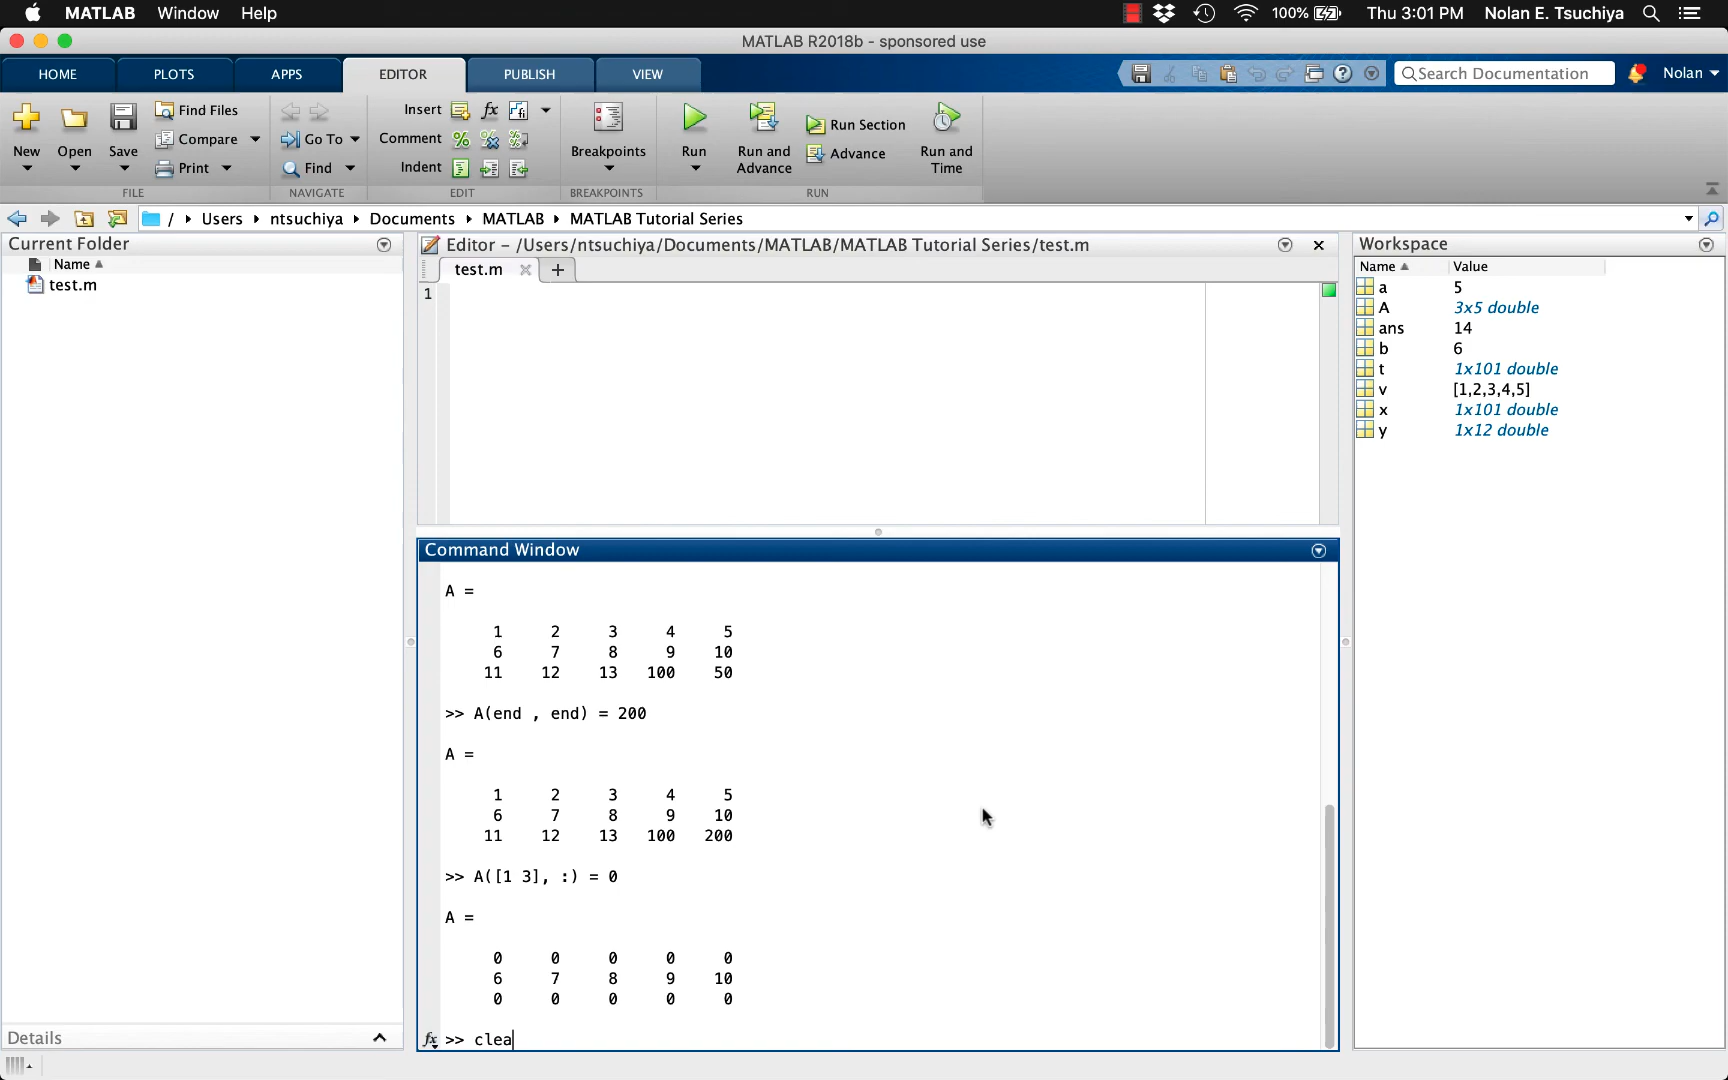 MATLAB Window Help 100% Thu 3:01 PM Nolan E. Tsuchiya
MATLAB R2018b - sponsored use
HOME PLOTS APPS EDITOR PUBLISH VIEW Search Documentation Nolan
New Open Save Find Files Compare Print
FILE
Go To Find
NAVIGATE
Insert fx
Comment
Indent
EDIT
Breakpoints
BREAKPOINTS
Run Run and Advance Run Section Advance Run and Time
RUN
/ Users ntsuchiya Documents MATLAB MATLAB Tutorial Series
Current Folder
Name
test.m
Details
Editor - /Users/ntsuchiya/Documents/MATLAB/MATLAB Tutorial Series/test.m
test.m +
1
Command Window
A =
1 2 3 4 5
6 7 8 9 10
11 12 13 100 50
>> A(end , end) = 200
A =
1 2 3 4 5
6 7 8 9 10
11 12 13 100 200
>> A([1 3], :) = 0
A =
0 0 0 0 0
6 7 8 9 10
0 0 0 0 0
fx >> clea
Workspace
Name Value
a 5
A 3x5 double
ans 14
b 6
t 1x101 double
v [1,2,3,4,5]
x 1x101 double
y 1x12 double